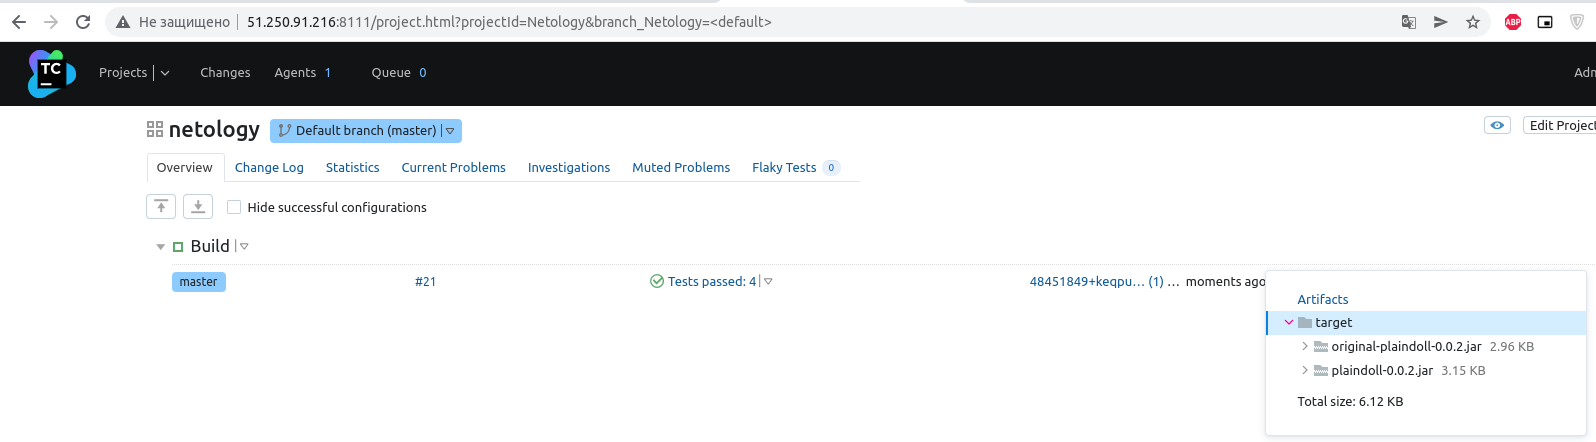 Не защищено 51.250.91.216:8111/project.html?projectId=Netology&branch_Netology=<default> ABP
TC Projects Changes Agents 1 Queue 0 Adm
netology Default branch (master) Edit Project
Overview Change Log Statistics Current Problems Investigations Muted Problems Flaky Tests 0
Hide successful configurations
Build
master #21 Tests passed: 4 48451849+keqpu... (1) ... moments ago
Artifacts
target
original-plaindoll-0.0.2.jar 2.96 KB
plaindoll-0.0.2.jar 3.15 KB
Total size: 6.12 KB